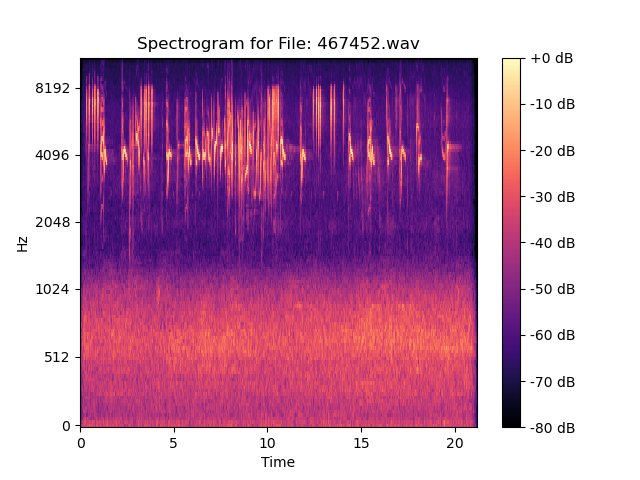 Spectrogram for File: 467452.wav
Hz
8192
4096
2048
1024
512
0
0 5 10 15 20
Time
+0 dB
-10 dB
-20 dB
-30 dB
-40 dB
-50 dB
-60 dB
-70 dB
-80 dB